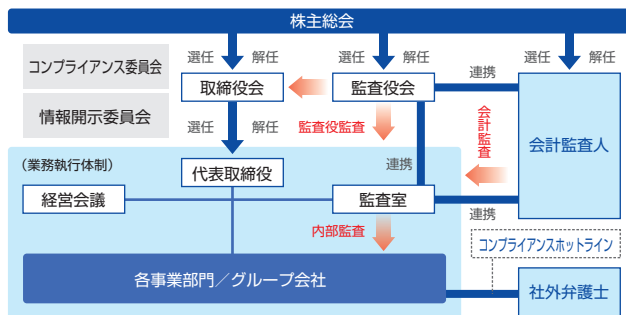 株主総会
選任
解任
選任
解任
選任
解任
コンプライアンス委員会
取締役会
監査役会
連携
情報開示委員会
選任
解任
監査役監査
会計監査
会計監査人
(業務執行体制)
代表取締役
連携
経営会議
監査室
連携
内部監査
コンプライアンスホットライン
各事業部門／グループ会社
社外弁護士